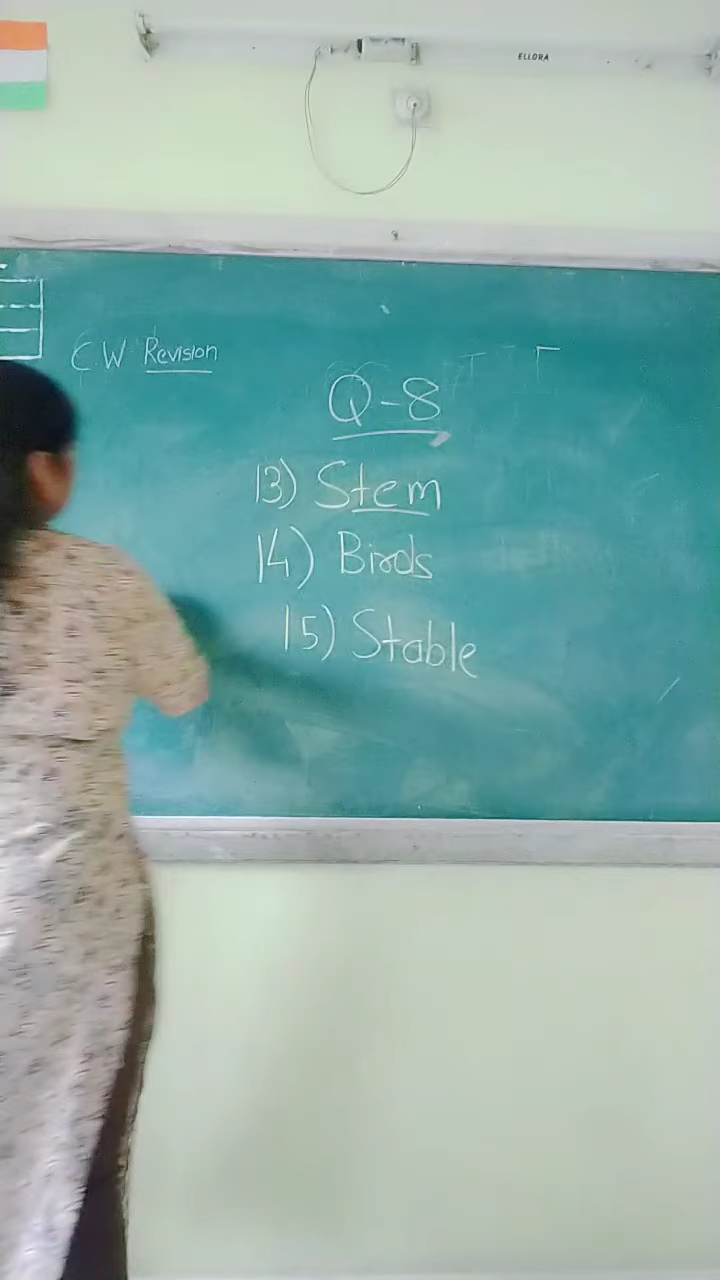 ELLORA
C.W Revision
Q-8
13) Stem
14) Birds
15) Stable